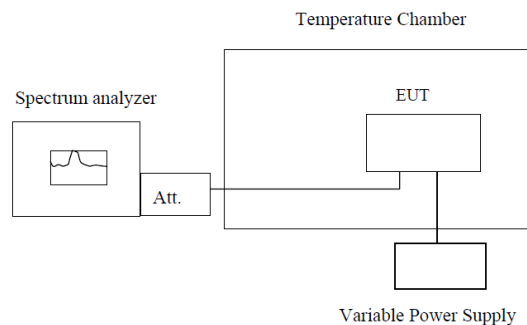 Temperature Chamber
Spectrum analyzer
EUT
Att.
Variable Power Supply